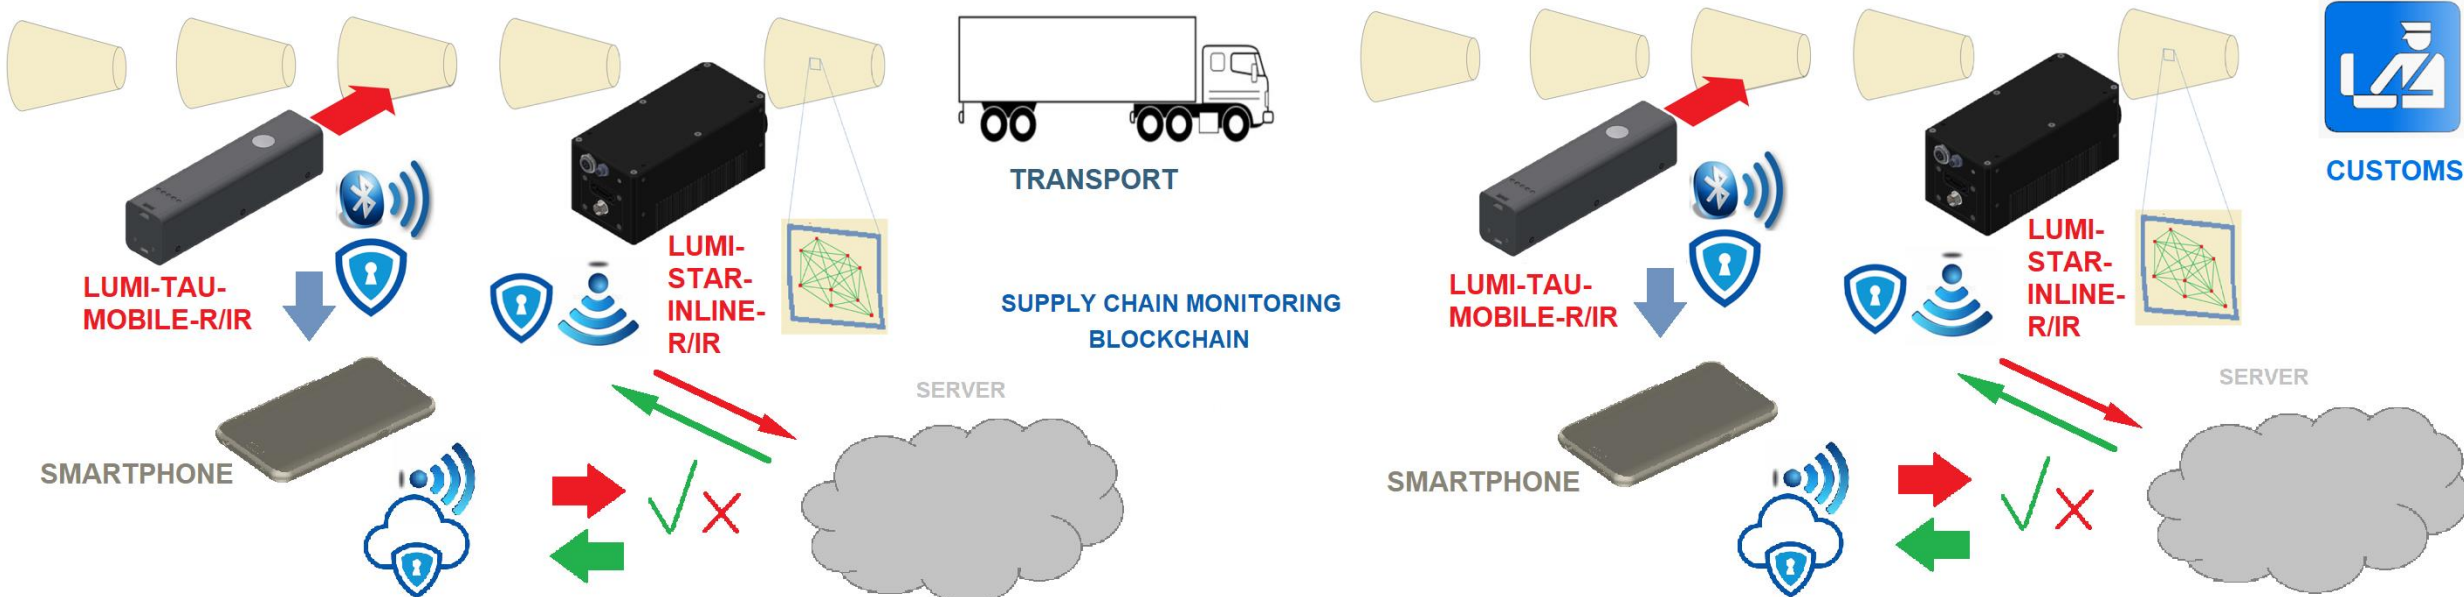 TRANSPORT
CUSTOMS
LUMI-TAU-
MOBILE-R/IR
LUMI-
STAR-
INLINE-
R/IR
SUPPLY CHAIN MONITORING
BLOCKCHAIN
LUMI-TAU-
MOBILE-R/IR
LUMI-
STAR-
INLINE-
R/IR
SERVER
SERVER
SMARTPHONE
SMARTPHONE